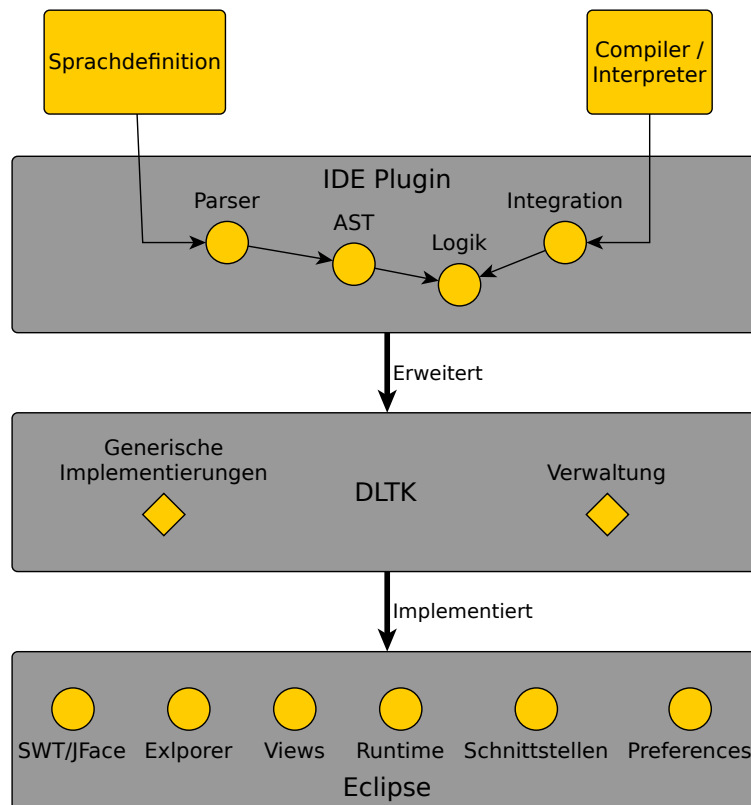 Sprachdefinition
Compiler /
Interpreter
IDE Plugin
Parser
AST
Logik
Integration
Erweitert
Generische
Implementierungen
DLTK
Verwaltung
Implementiert
SWT/JFace
Exlporer
Views
Runtime
Schnittstellen
Preferences
Eclipse